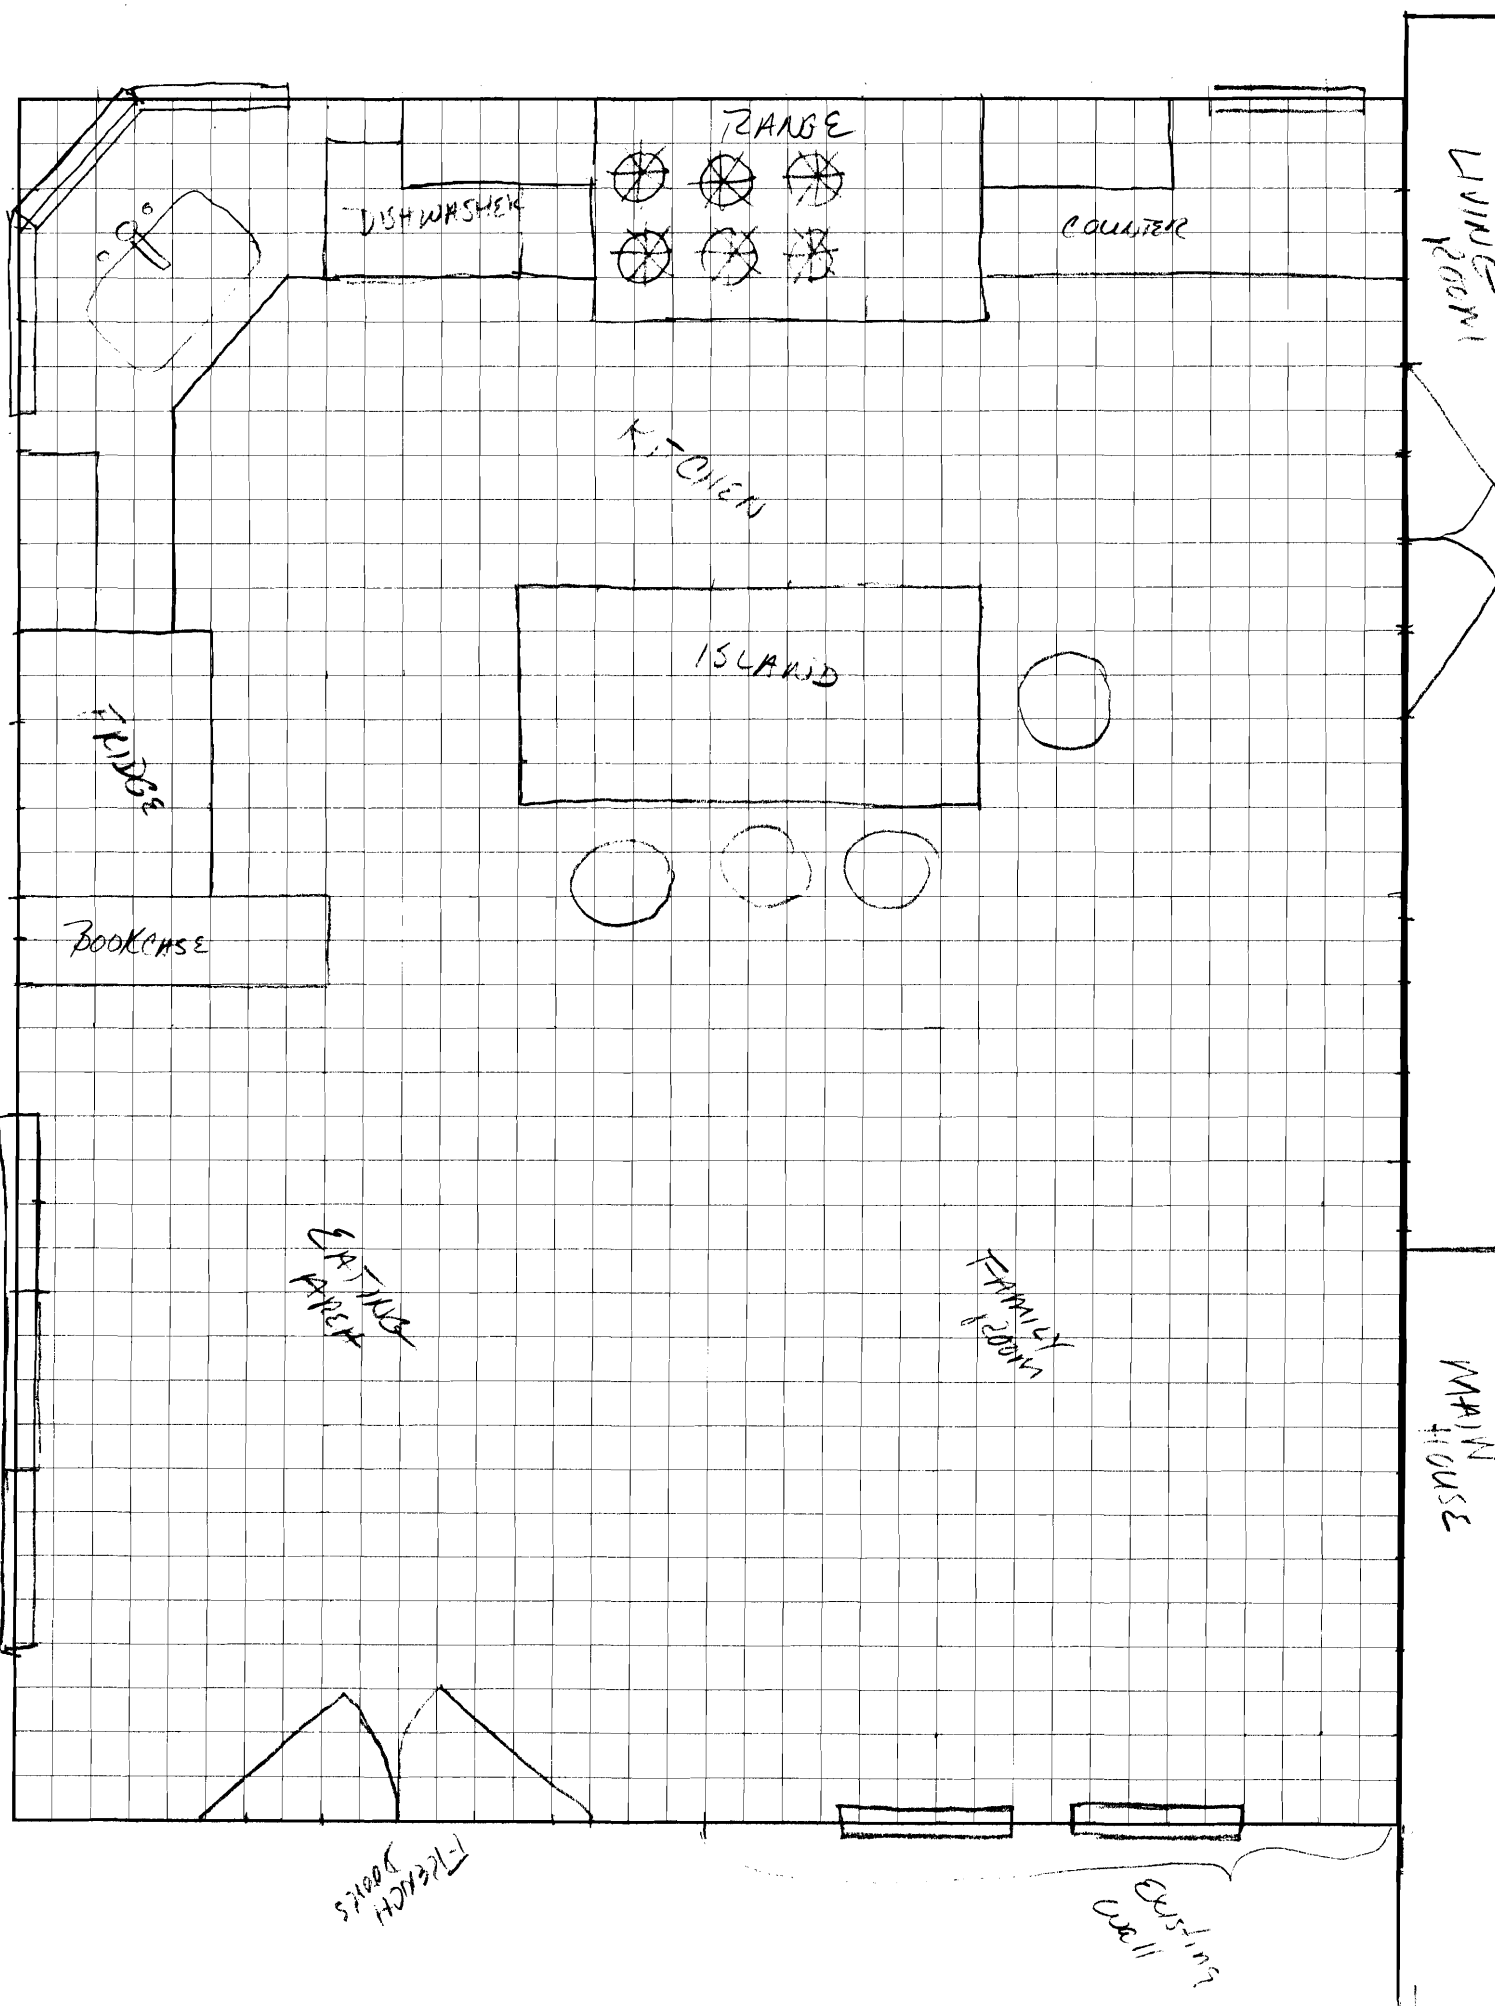 RANGE
DISHWASHER
COUNTER
LIVING
ROOM
KITCHEN
ISLAND
FRIDGE
BOOKCASE
EATING
AREA
FAMILY
ROOM
MAIN
HOUSE
FRENCH
DOORS
Existing
Wall